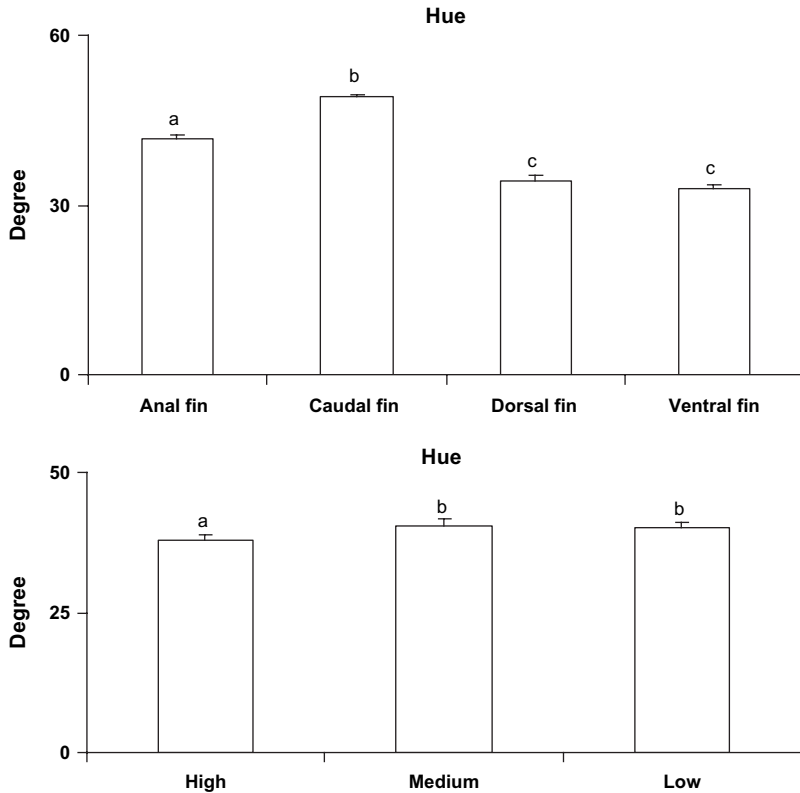 Hue
60
b
a
c
c
30
Degree
0
Anal fin Caudal fin Dorsal fin Ventral fin
Hue
50
a
b
b
25
Degree
0
High Medium Low